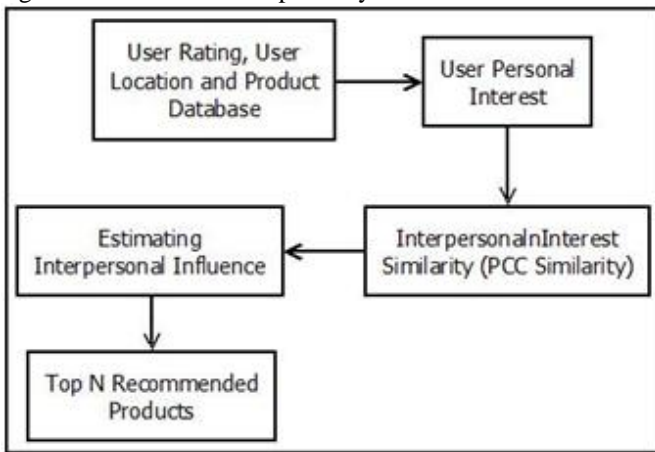 User Rating, User
Location and Product
Database
User Personal
Interest
InterpersonalnInterest
Similarity (PCC Similarity)
Estimating
Interpersonal Influence
Top N Recommended
Products